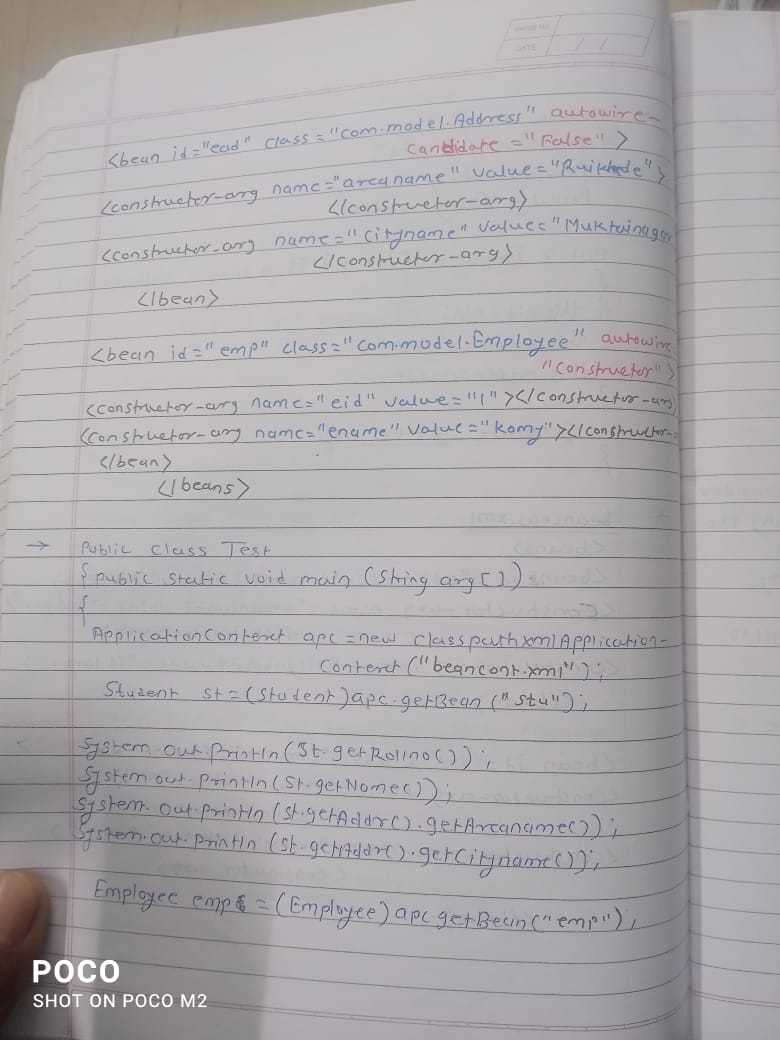 PAGE No.
DATE / /
<bean id="ead" class="com.model.Address" autowire-
candidate="False">
<constructor-arg name="areaname" value="Ruikhede">
</constructor-arg>
<constructor-arg name="cityname" value="Muktainagar
</constructor-arg>
</bean>
<bean id="emp" class="com.model.Employee" autowire
"Constructor">
<constructor-arg name="eid" value="1"></constructor-arg
<constructor-arg name="ename" value="komy"></constructor-
</bean>
</beans>
→ Public class Test
{ public static void main (String arg[])
{
ApplicationContext apc = new classpathxmlApplication-
Context("beancont.xml");
Student st=(Student)apc.getBean("stu");
System.out.println(St.getRollno());
System.out.println(St.getName());
System.out.println(St.getAddr().getAreaname());
System.out.println(St.getAddr().getCityname());
Employee emp = (Employee)apc getBean("emp");
POCO
SHOT ON POCO M2